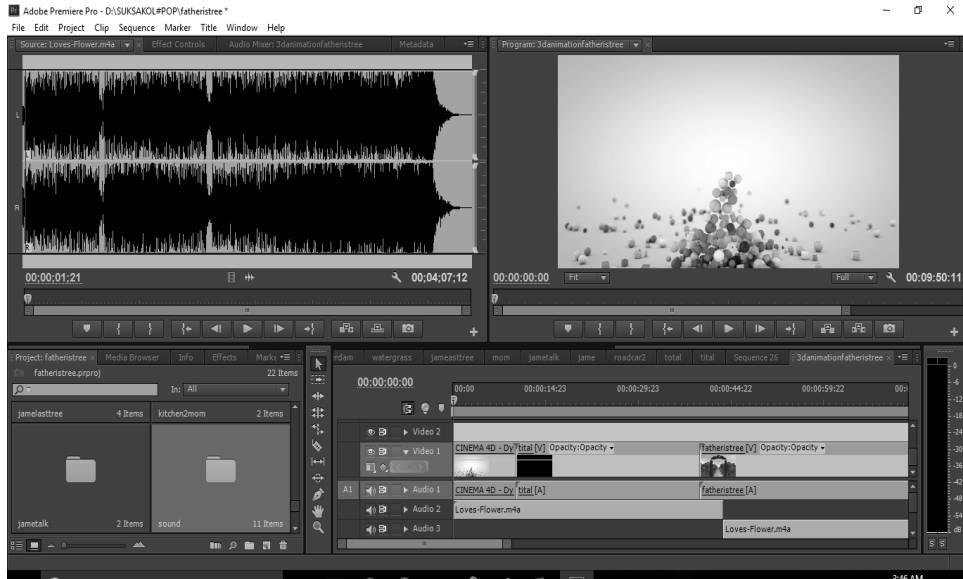 Pr Adobe Premiere Pro - D:\SUKSAKOL#POP\fatheristree *
File Edit Project Clip Sequence Marker Title Window Help
Source: Loves-Flower.m4a Effect Controls Audio Mixer: 3danimationfatheristree Metadata
Program: 3danimationfatheristree
L
R
00;00;01;21 00;04;07;12
00:00:00:00 Fit Full 00:09:50:11
Project: fatheristree Media Browser Info Effects Marke
fatheristree.prproj 22 Items
In: All
jamelasttree 4 Items kitchen2mom 2 Items
jametalk 2 Items sound 11 Items
rdam watergrass jameasttree mom jametalk jame roadcar2 total tital Sequence 26 3danimationfatheristree
00:00:00:00
00:00 00:00:14:23 00:00:29:23 00:00:44:22 00:00:59:22 00:
Video 2
Video 1 CINEMA 4D - Dy tital [V] Opacity:Opacity fatheristree [V] Opacity:Opacity
A1 Audio 1 CINEMA 4D - Dy tital [A] fatheristree [A]
Audio 2 Loves-Flower.m4a
Audio 3 Loves-Flower.m4a
0
-6
-12
-18
-24
-30
-36
-42
-48
-54
dB
S S
3:46 AM